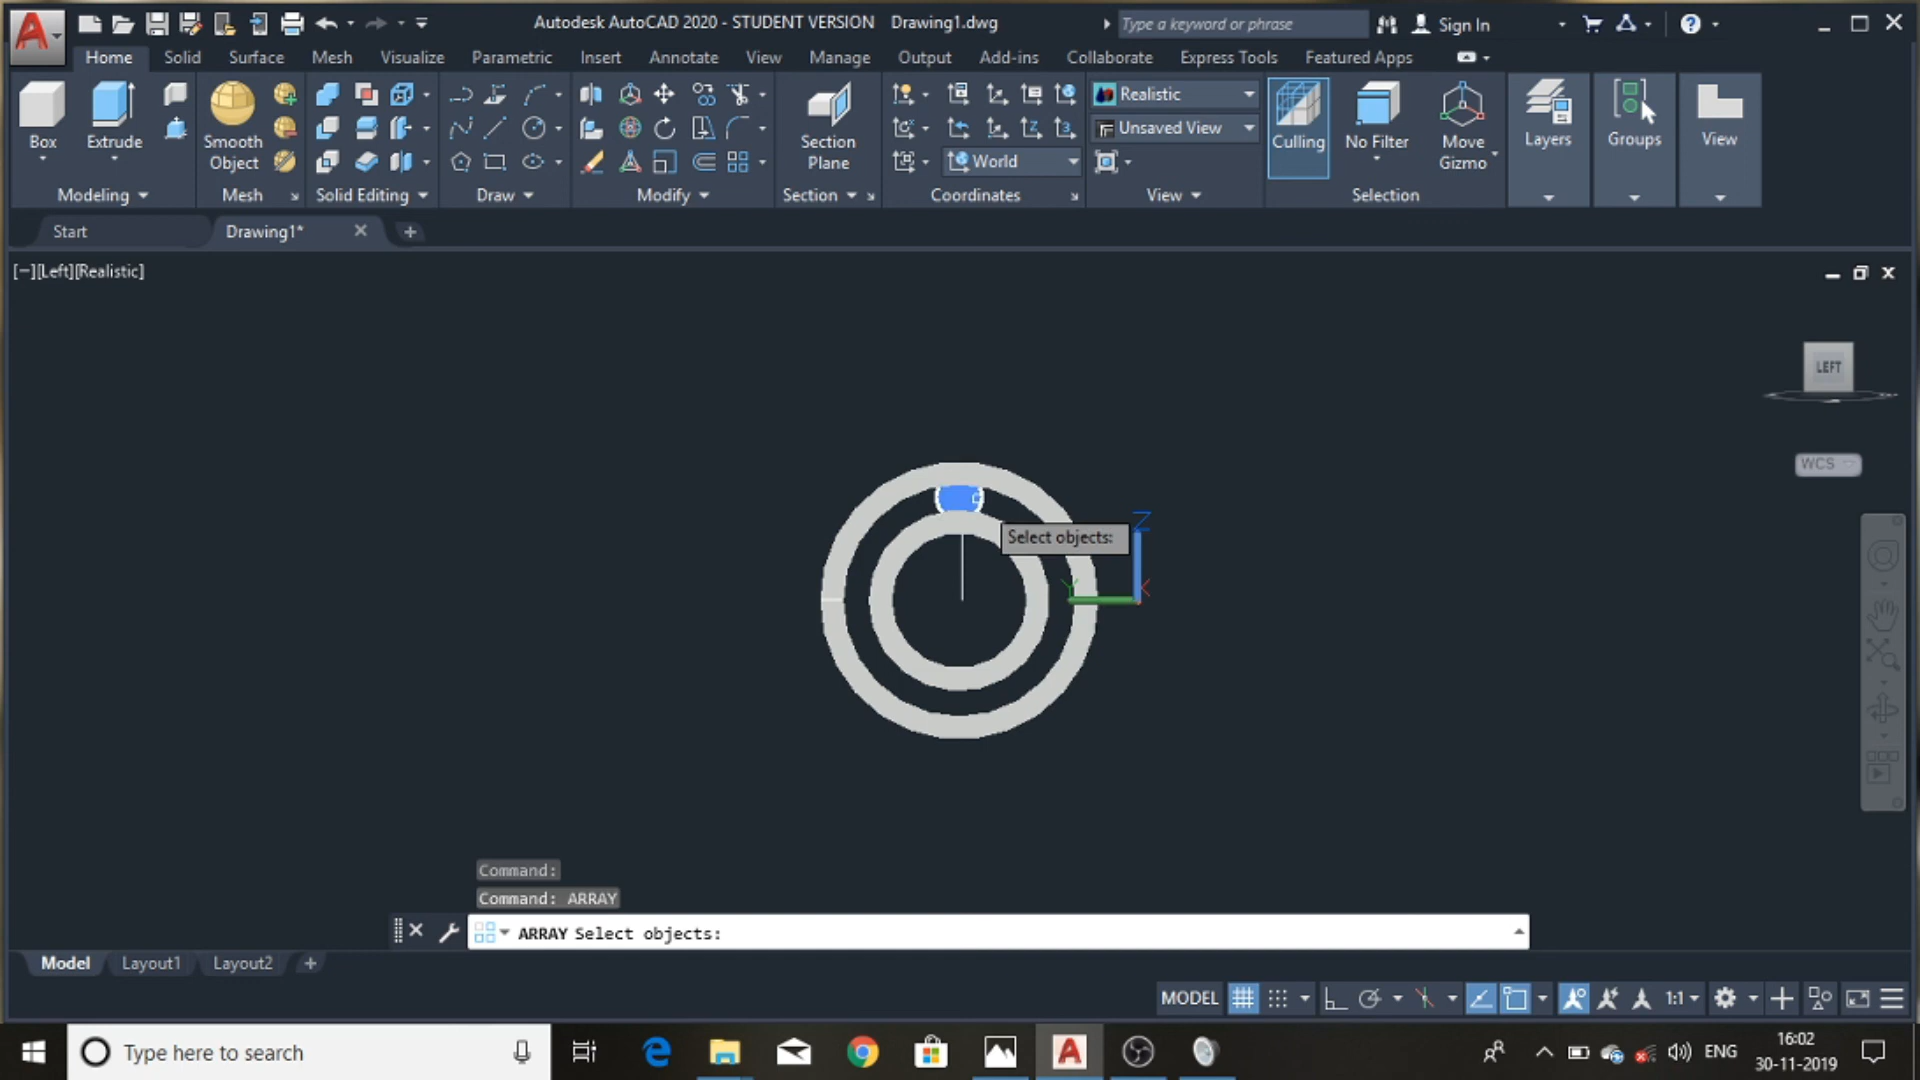 Autodesk AutoCAD 2020 - STUDENT VERSION Drawing1.dwg
Type a keyword or phrase
Sign In
Home Solid Surface Mesh Visualize Parametric Insert Annotate View Manage Output Add-ins Collaborate Express Tools Featured Apps
Box
Extrude
Smooth Object
Section Plane
Realistic
Unsaved View
World
Culling
No Filter
Move Gizmo
Layers
Groups
View
Modeling
Mesh
Solid Editing
Draw
Modify
Section
Coordinates
View
Selection
Start
Drawing1*
[−][Left][Realistic]
LEFT
WCS
Z
Select objects:
Y
X
Command:
Command: ARRAY
ARRAY Select objects:
Model
Layout1
Layout2
MODEL
1:1
Type here to search
ENG
16:02
30-11-2019